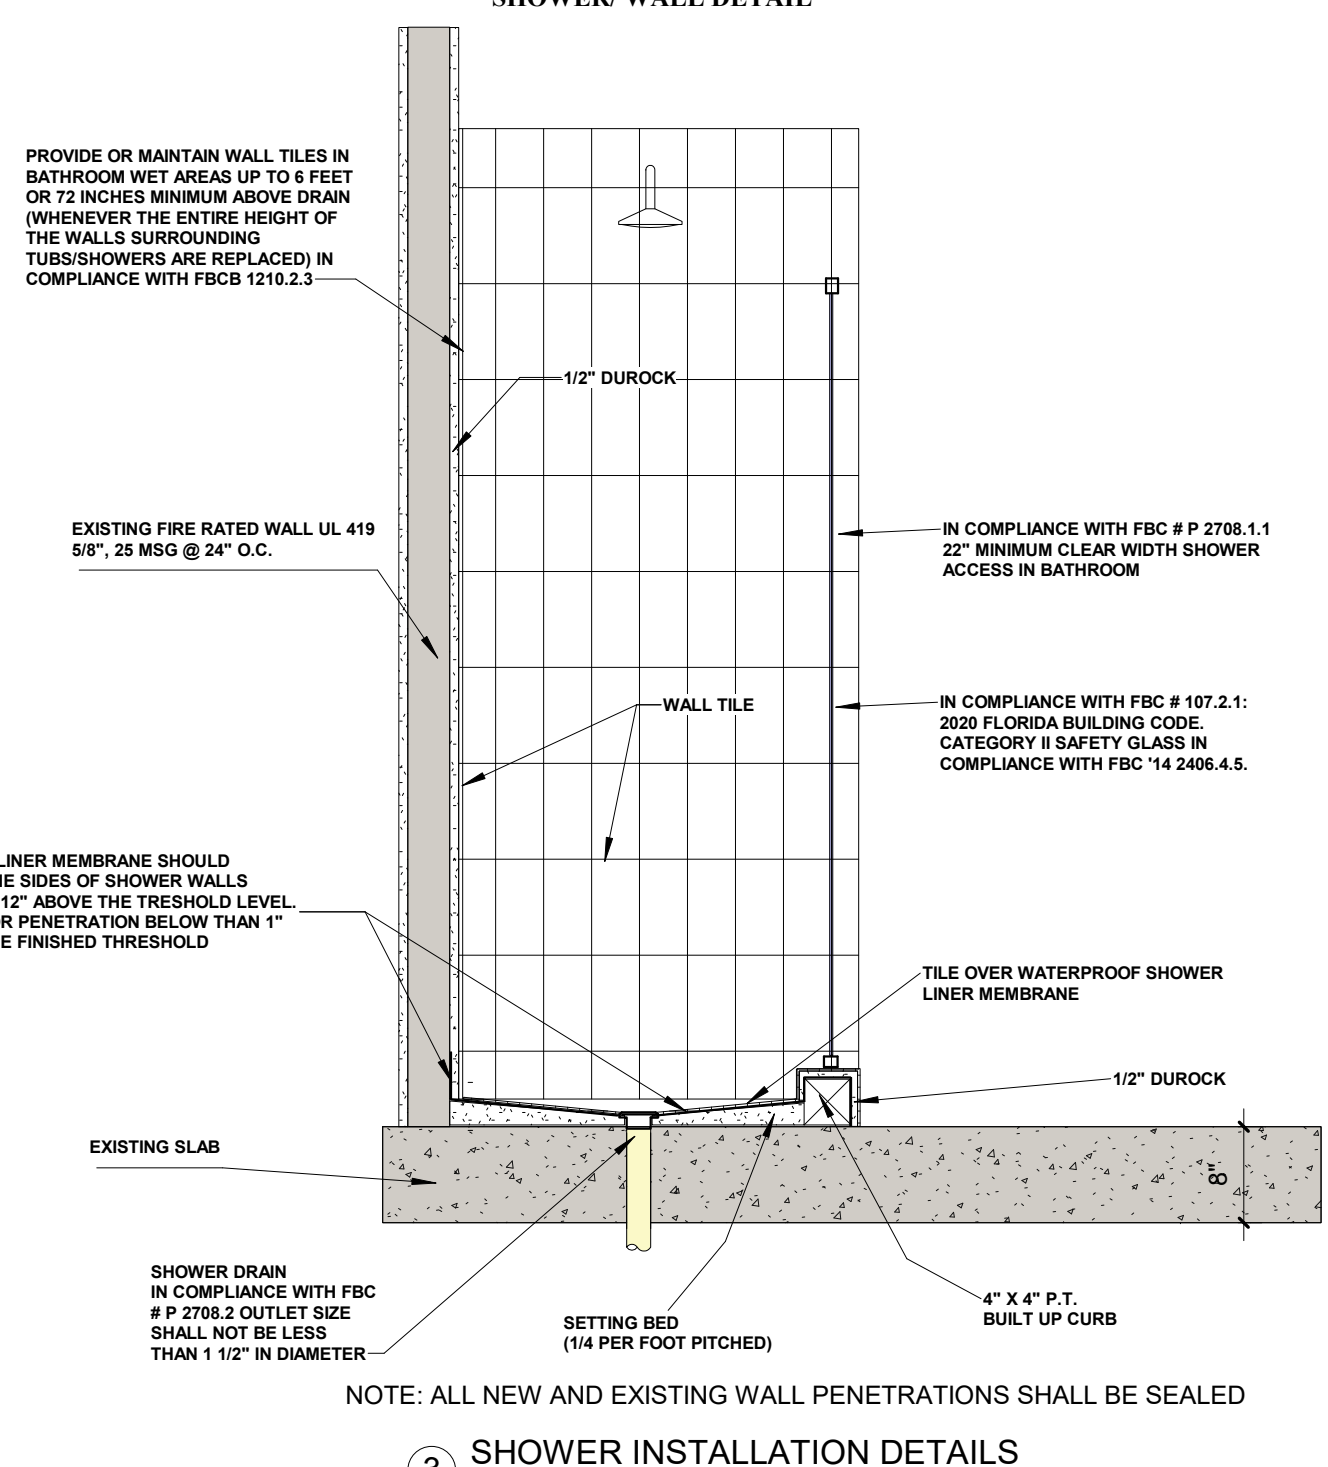 SHOWER/ WALL DETAIL
PROVIDE OR MAINTAIN WALL TILES IN
BATHROOM WET AREAS UP TO 6 FEET
OR 72 INCHES MINIMUM ABOVE DRAIN
(WHENEVER THE ENTIRE HEIGHT OF
THE WALLS SURROUNDING
TUBS/SHOWERS ARE REPLACED) IN
COMPLIANCE WITH FBCB 1210.2.3
1/2" DUROCK
EXISTING FIRE RATED WALL UL 419
5/8", 25 MSG @ 24" O.C.
IN COMPLIANCE WITH FBC # P 2708.1.1
22" MINIMUM CLEAR WIDTH SHOWER
ACCESS IN BATHROOM
WALL TILE
IN COMPLIANCE WITH FBC # 107.2.1:
2020 FLORIDA BUILDING CODE.
CATEGORY II SAFETY GLASS IN
COMPLIANCE WITH FBC '14 2406.4.5.
LINER MEMBRANE SHOULD
SIDES OF SHOWER WALLS
12" ABOVE THE TRESHOLD LEVEL.
PENETRATION BELOW THAN 1"
FINISHED THRESHOLD
TILE OVER WATERPROOF SHOWER
LINER MEMBRANE
1/2" DUROCK
EXISTING SLAB
8"
SHOWER DRAIN
IN COMPLIANCE WITH FBC
# P 2708.2 OUTLET SIZE
SHALL NOT BE LESS
THAN 1 1/2" IN DIAMETER
SETTING BED
(1/4 PER FOOT PITCHED)
4" X 4" P.T.
BUILT UP CURB
NOTE: ALL NEW AND EXISTING WALL PENETRATIONS SHALL BE SEALED
3 SHOWER INSTALLATION DETAILS